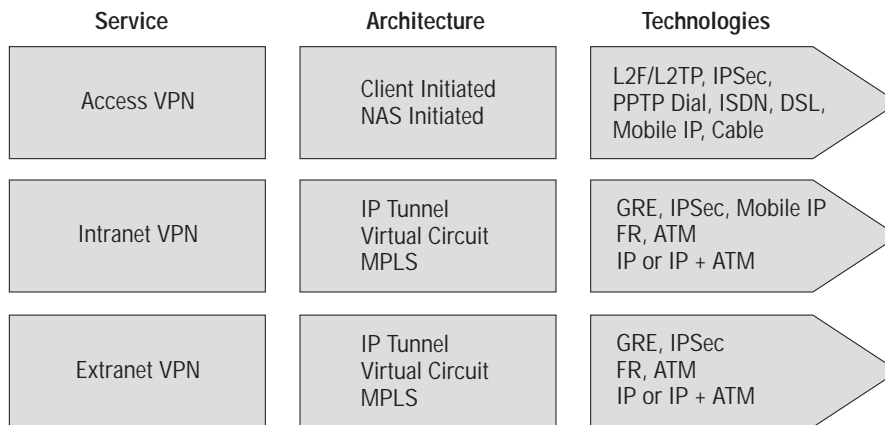 Service
Architecture
Technologies
Access VPN
Client Initiated
NAS Initiated
L2F/L2TP, IPSec,
PPTP Dial, ISDN, DSL,
Mobile IP, Cable
Intranet VPN
IP Tunnel
Virtual Circuit
MPLS
GRE, IPSec, Mobile IP
FR, ATM
IP or IP + ATM
Extranet VPN
IP Tunnel
Virtual Circuit
MPLS
GRE, IPSec
FR, ATM
IP or IP + ATM